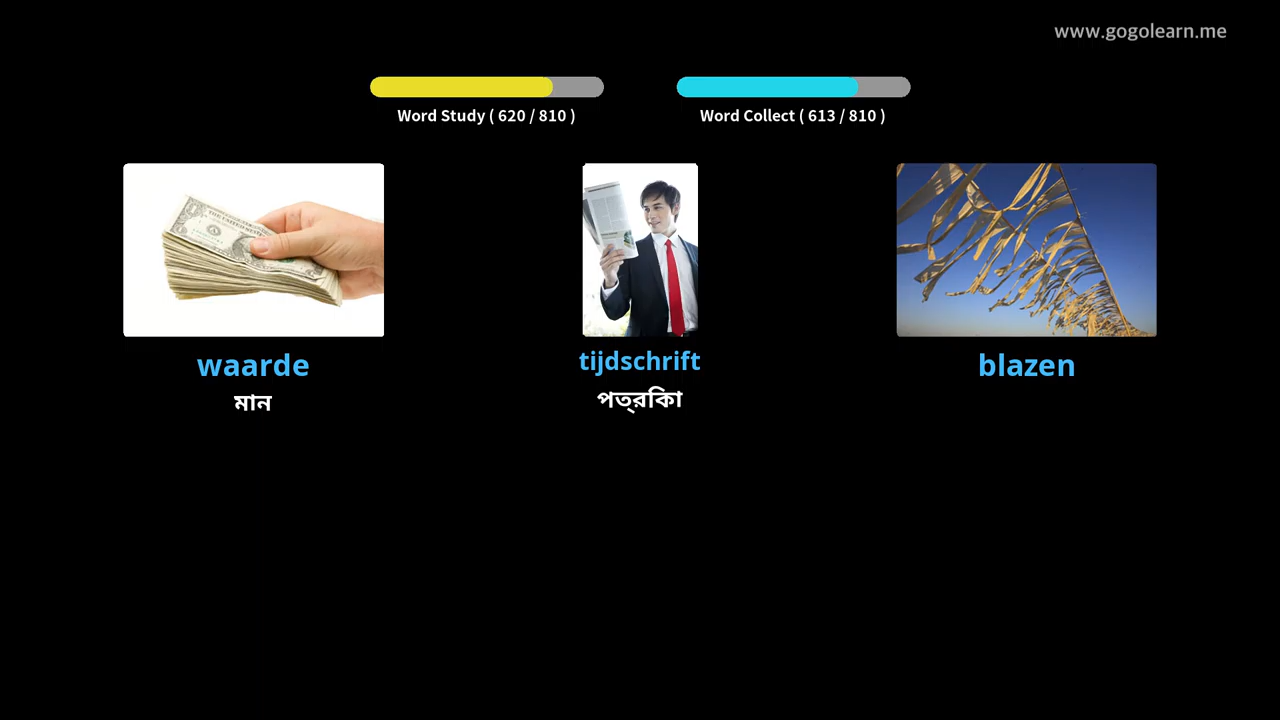 www.gogolearn.me
Word Study ( 620 / 810 )
Word Collect ( 613 / 810 )
waarde
tijdschrift
blazen
মান
পত্রিকা